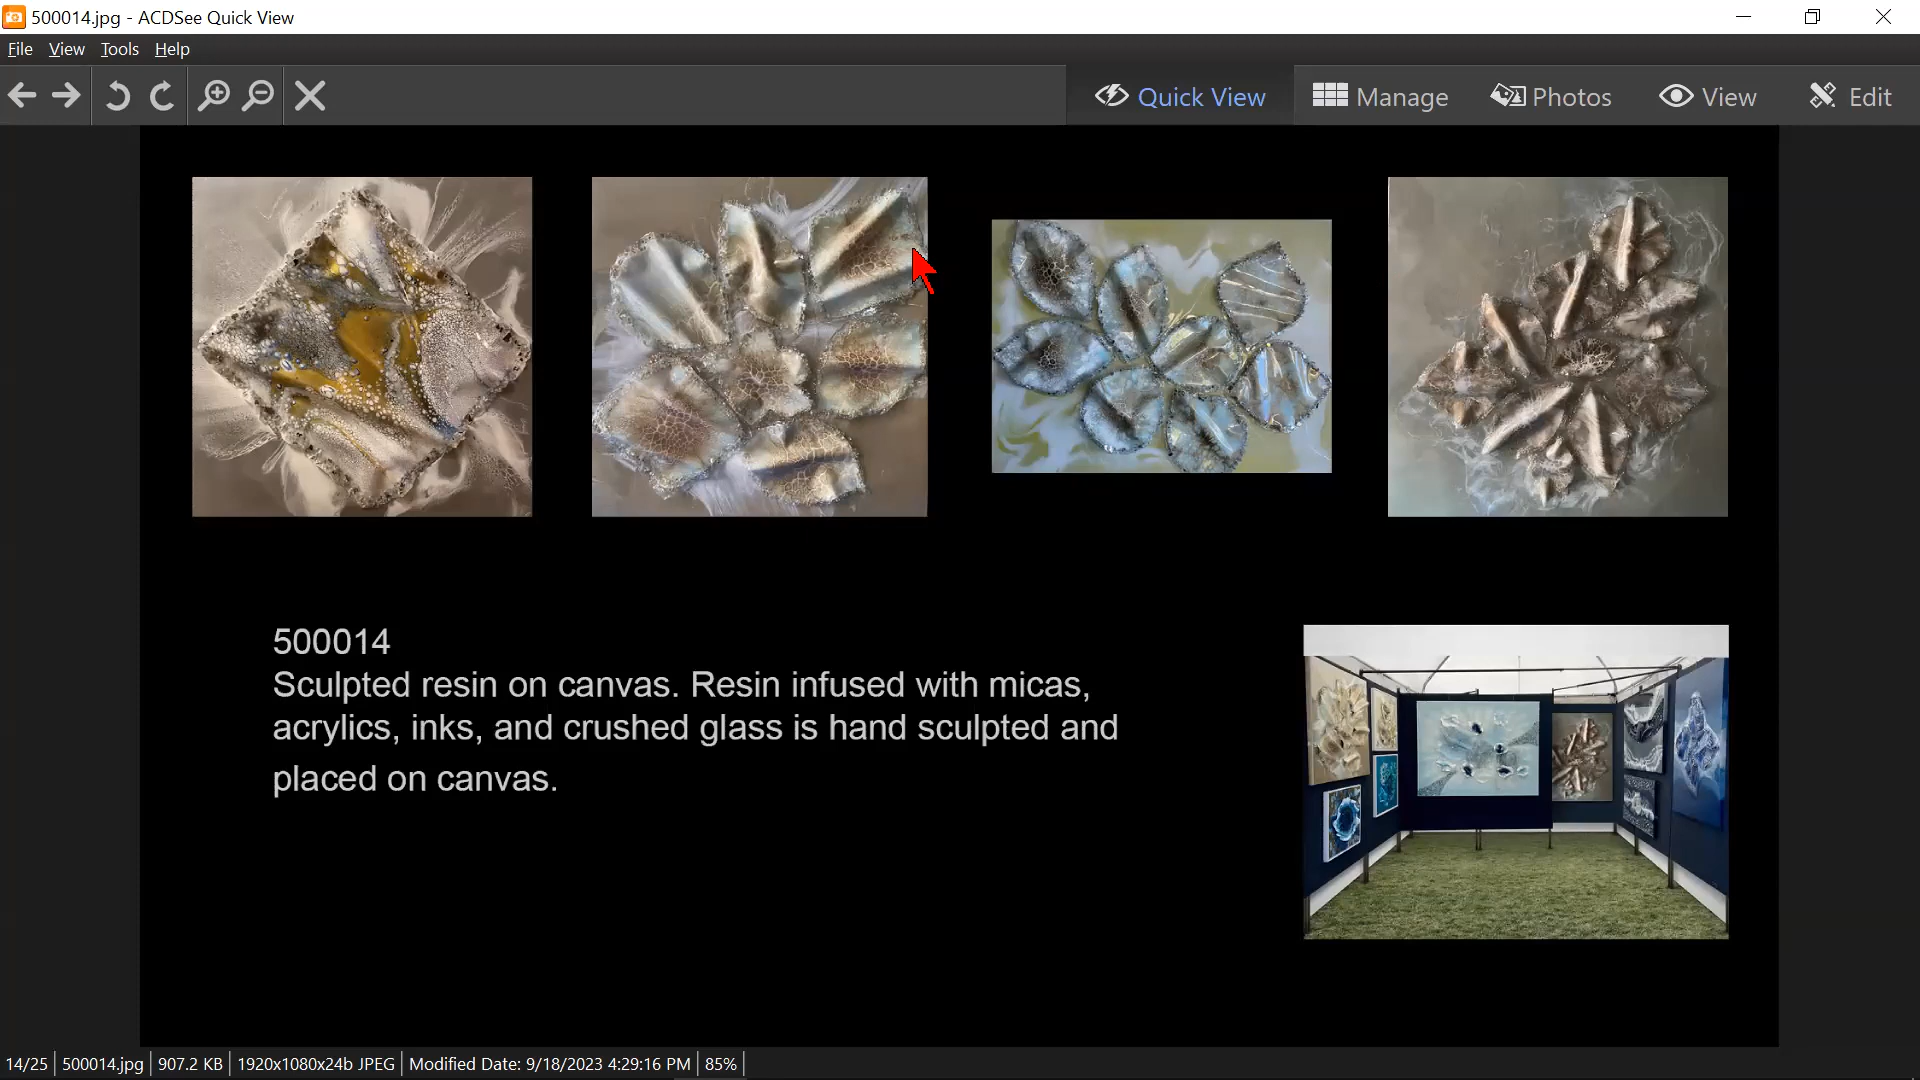 500014.jpg - ACDSee Quick View
File View Tools Help
Quick View Manage Photos View Edit
500014
Sculpted resin on canvas. Resin infused with micas,
acrylics, inks, and crushed glass is hand sculpted and
placed on canvas.
14/25 500014.jpg 907.2 KB 1920x1080x24b JPEG Modified Date: 9/18/2023 4:29:16 PM 85%